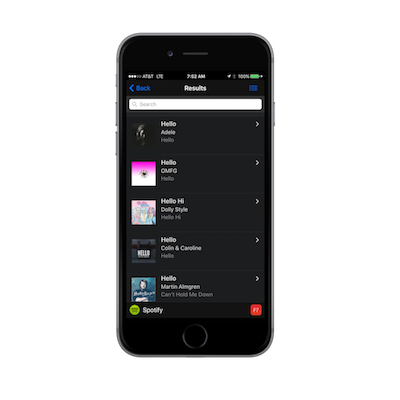 AT&T LTE
7:52 AM
100%
Back
Results
Search
Hello
Adele
Hello
Hello
OMFG
Hello
Hello Hi
Dolly Style
Hello Hi
Hello
Colin & Caroline
Hello
HELLO
Hello
Martin Almgren
Can't Hold Me Down
Spotify